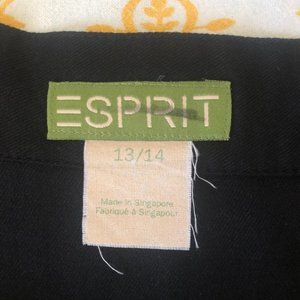 ESPRIT
13/14
Made in Singapore
Fabriqué à Singapour